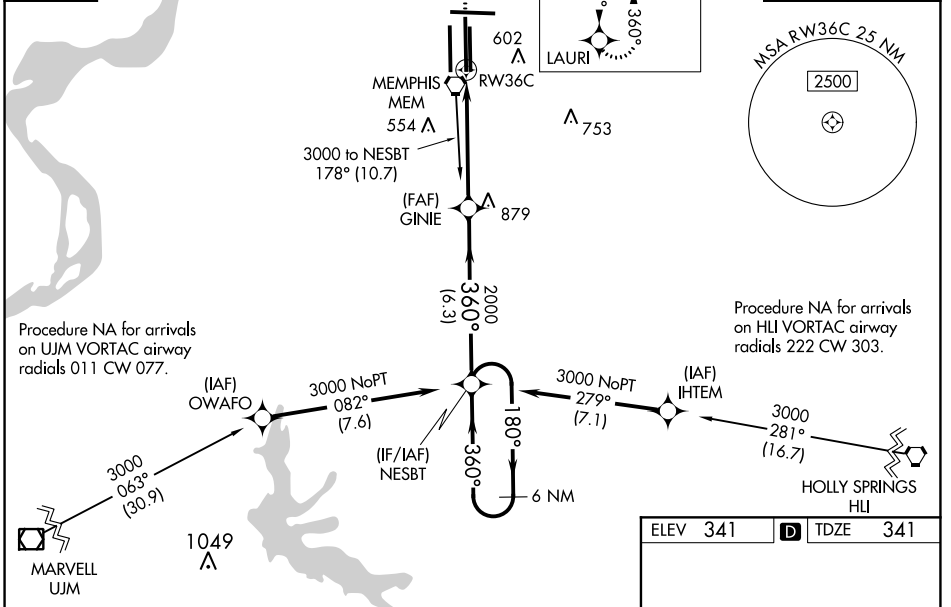 602
LAURI
360°
MSA RW36C 25 NM
2500
MEMPHIS
MEM
RW36C
554
753
3000 to NESBT
178° (10.7)
(FAF)
GINIE
879
2000
360°
(6.3)
Procedure NA for arrivals
on UJM VORTAC airway
radials 011 CW 077.
Procedure NA for arrivals
on HLI VORTAC airway
radials 222 CW 303.
(IAF)
OWAFO
3000 NoPT
082°
(7.6)
3000 NoPT
279°
(7.1)
(IAF)
IHTEM
3000
281°
(16.7)
(IF/IAF)
NESBT
360°
180°
6 NM
3000
063°
(30.9)
HOLLY SPRINGS
HLI
MARVELL
UJM
1049
ELEV 341 D TDZE 341